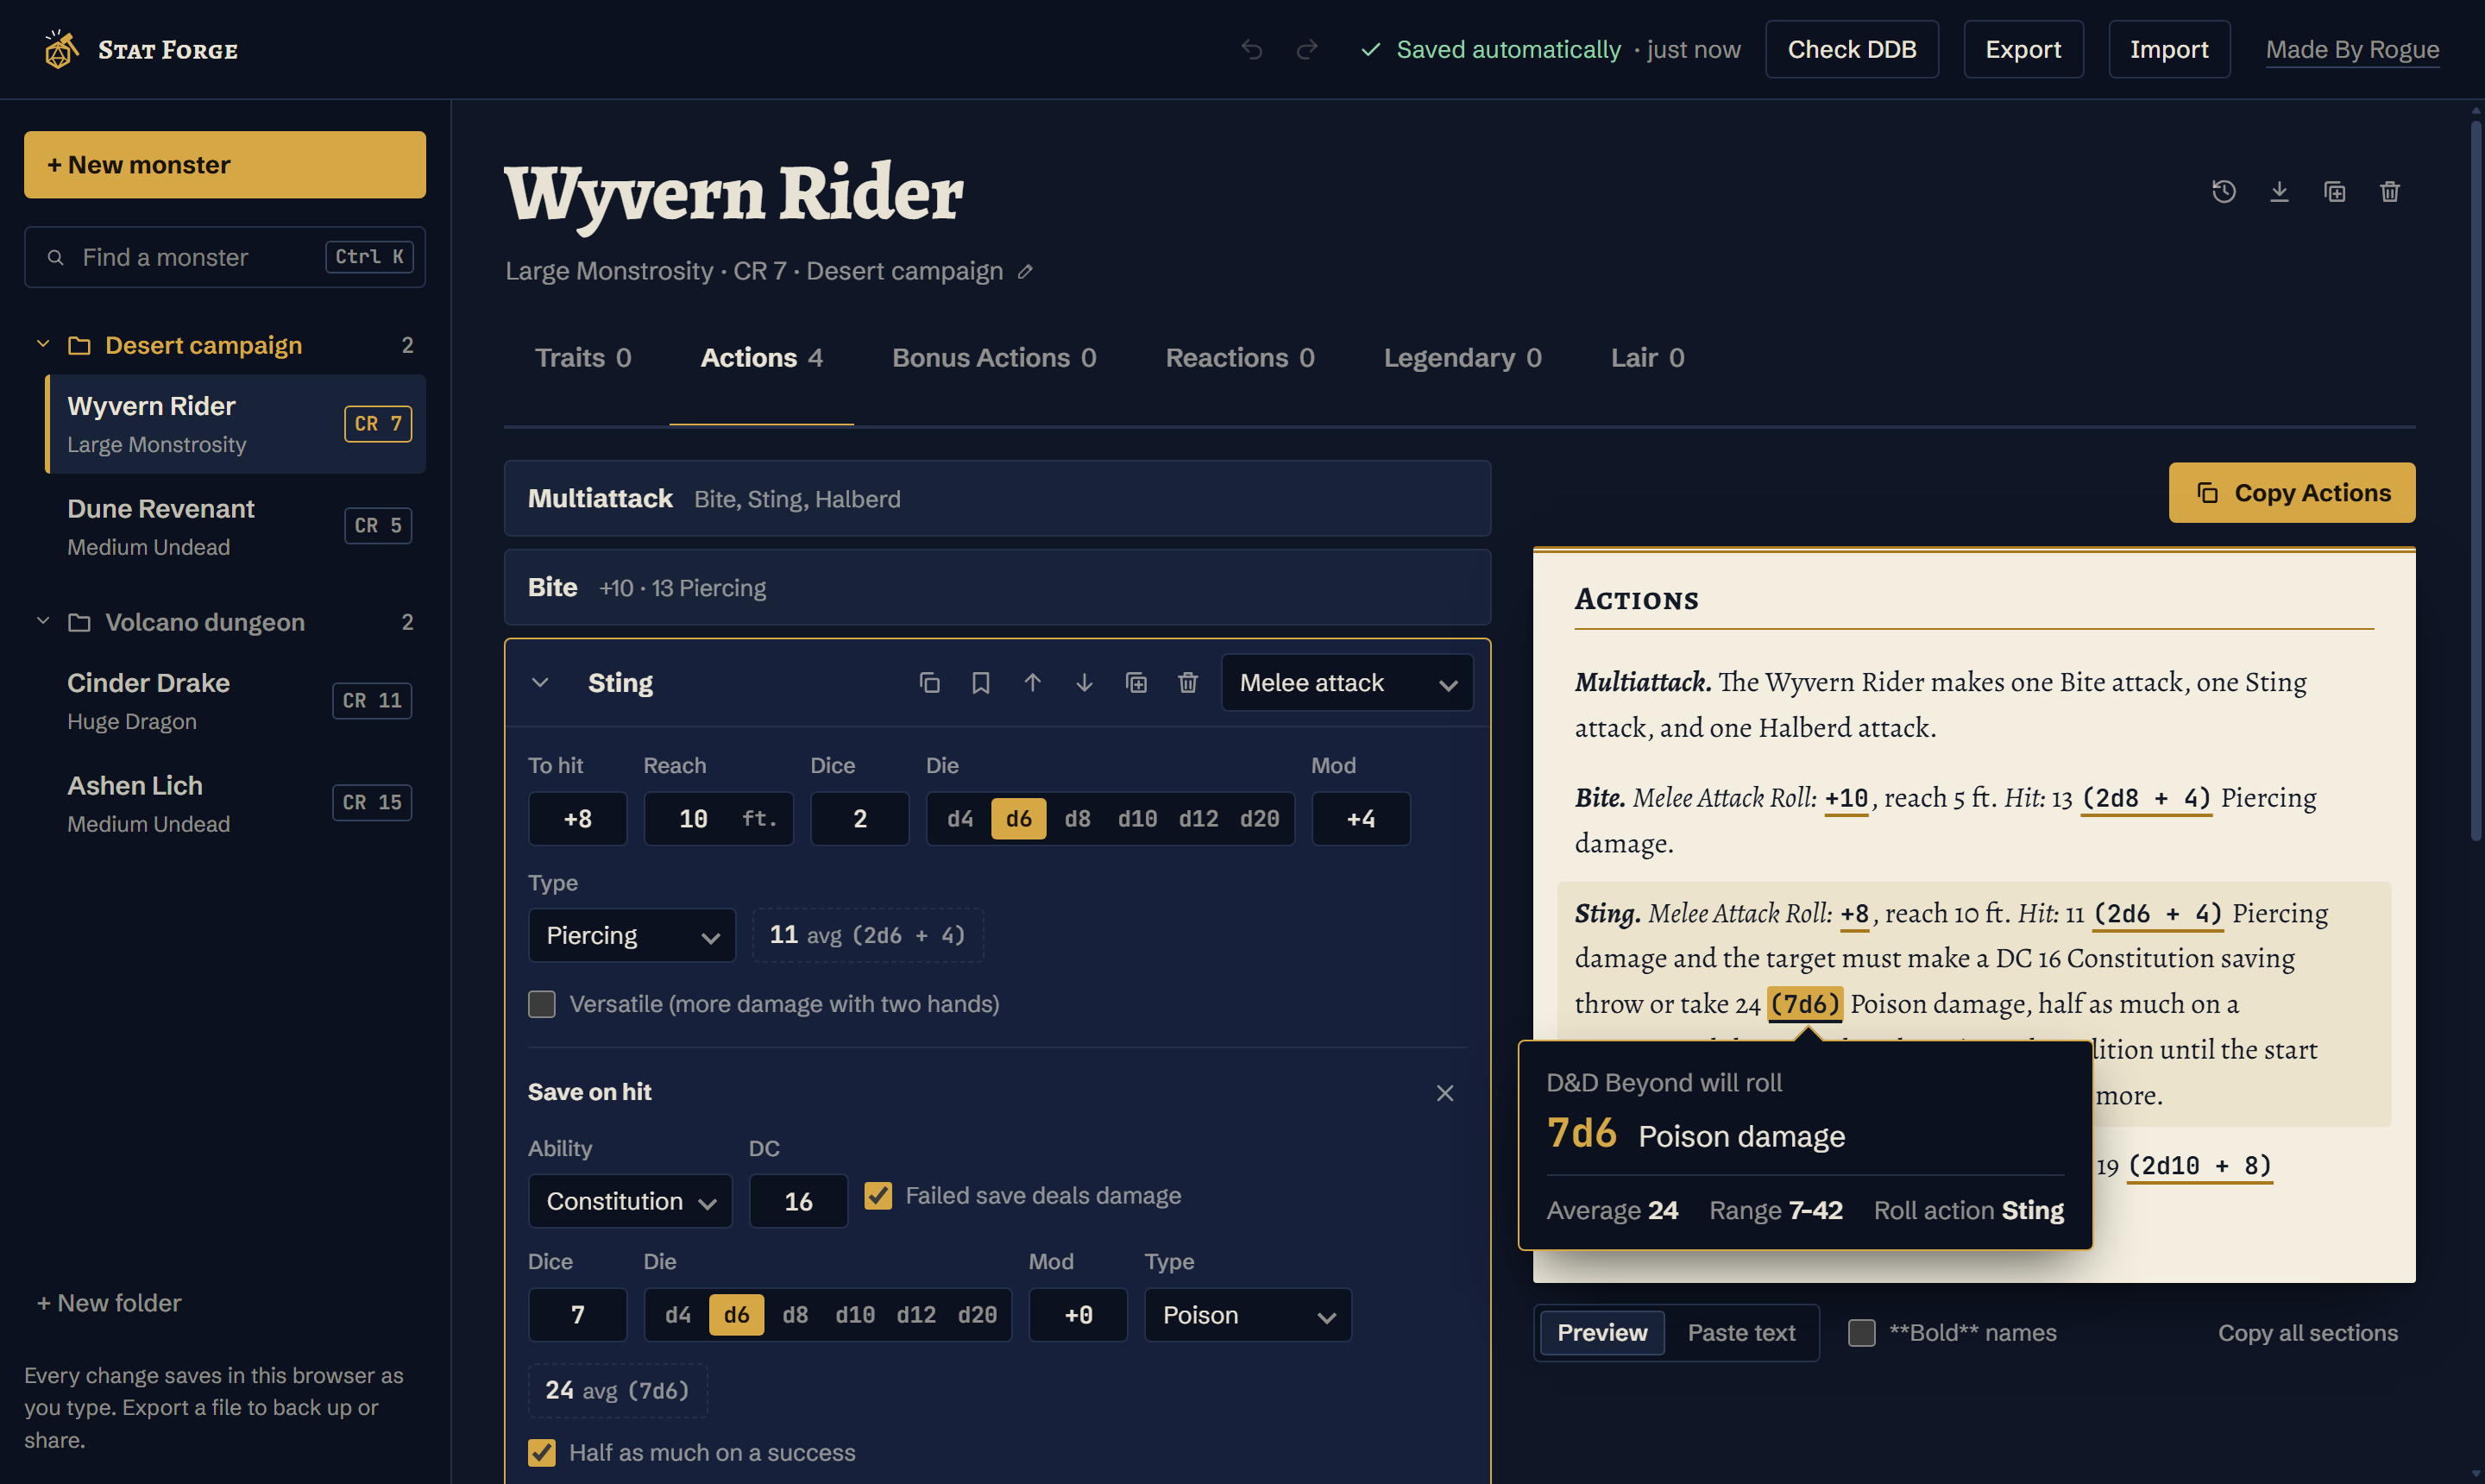 Stat Forge
Saved automatically · just now
Check DDB
Export
Import
Made By Rogue
+ New monster
Find a monster
Ctrl K
Desert campaign 2
Wyvern Rider
Large Monstrosity
CR 7
Dune Revenant
Medium Undead
CR 5
Volcano dungeon 2
Cinder Drake
Huge Dragon
CR 11
Ashen Lich
Medium Undead
CR 15
+ New folder
Every change saves in this browser as
you type. Export a file to back up or
share.
Wyvern Rider
Large Monstrosity · CR 7 · Desert campaign
Traits 0
Actions 4
Bonus Actions 0
Reactions 0
Legendary 0
Lair 0
Multiattack Bite, Sting, Halberd
Bite +10 · 13 Piercing
Sting
Melee attack
To hit Reach Dice Die Mod
+8 10 ft. 2 d4 d6 d8 d10 d12 d20 +4
Type
Piercing 11 avg (2d6 + 4)
Versatile (more damage with two hands)
Save on hit
Ability DC
Constitution 16 Failed save deals damage
Dice Die Mod Type
7 d4 d6 d8 d10 d12 d20 +0 Poison
24 avg (7d6)
Half as much on a success
Copy Actions
Actions
Multiattack. The Wyvern Rider makes one Bite attack, one Sting
attack, and one Halberd attack.
Bite. Melee Attack Roll: +10, reach 5 ft. Hit: 13 (2d8 + 4) Piercing
damage.
Sting. Melee Attack Roll: +8, reach 10 ft. Hit: 11 (2d6 + 4) Piercing
damage and the target must make a DC 16 Constitution saving
throw or take 24 (7d6) Poison damage, half as much on a
until the start
more.
19 (2d10 + 8)
D&D Beyond will roll
7d6 Poison damage
Average 24 Range 7–42 Roll action Sting
Preview
Paste text
**Bold** names
Copy all sections